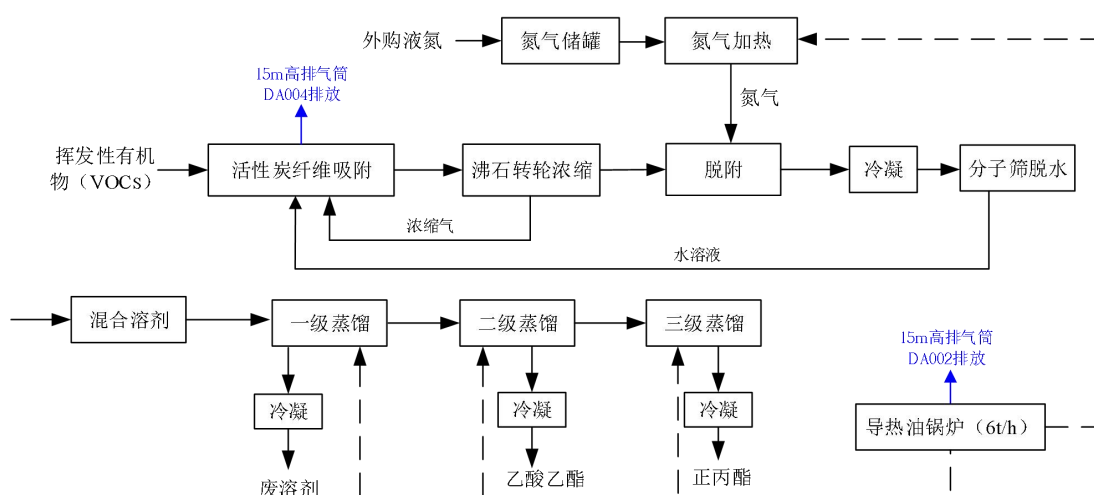 外购液氮
氮气储罐
氮气加热
15m高排气筒
DA004排放
氮气
挥发性有机
物（VOCs）
活性炭纤维吸附
沸石转轮浓缩
脱附
冷凝
分子筛脱水
浓缩气
水溶液
混合溶剂
一级蒸馏
二级蒸馏
三级蒸馏
15m高排气筒
DA002排放
冷凝
冷凝
冷凝
导热油锅炉（6t/h）
废溶剂
乙酸乙酯
正丙酯